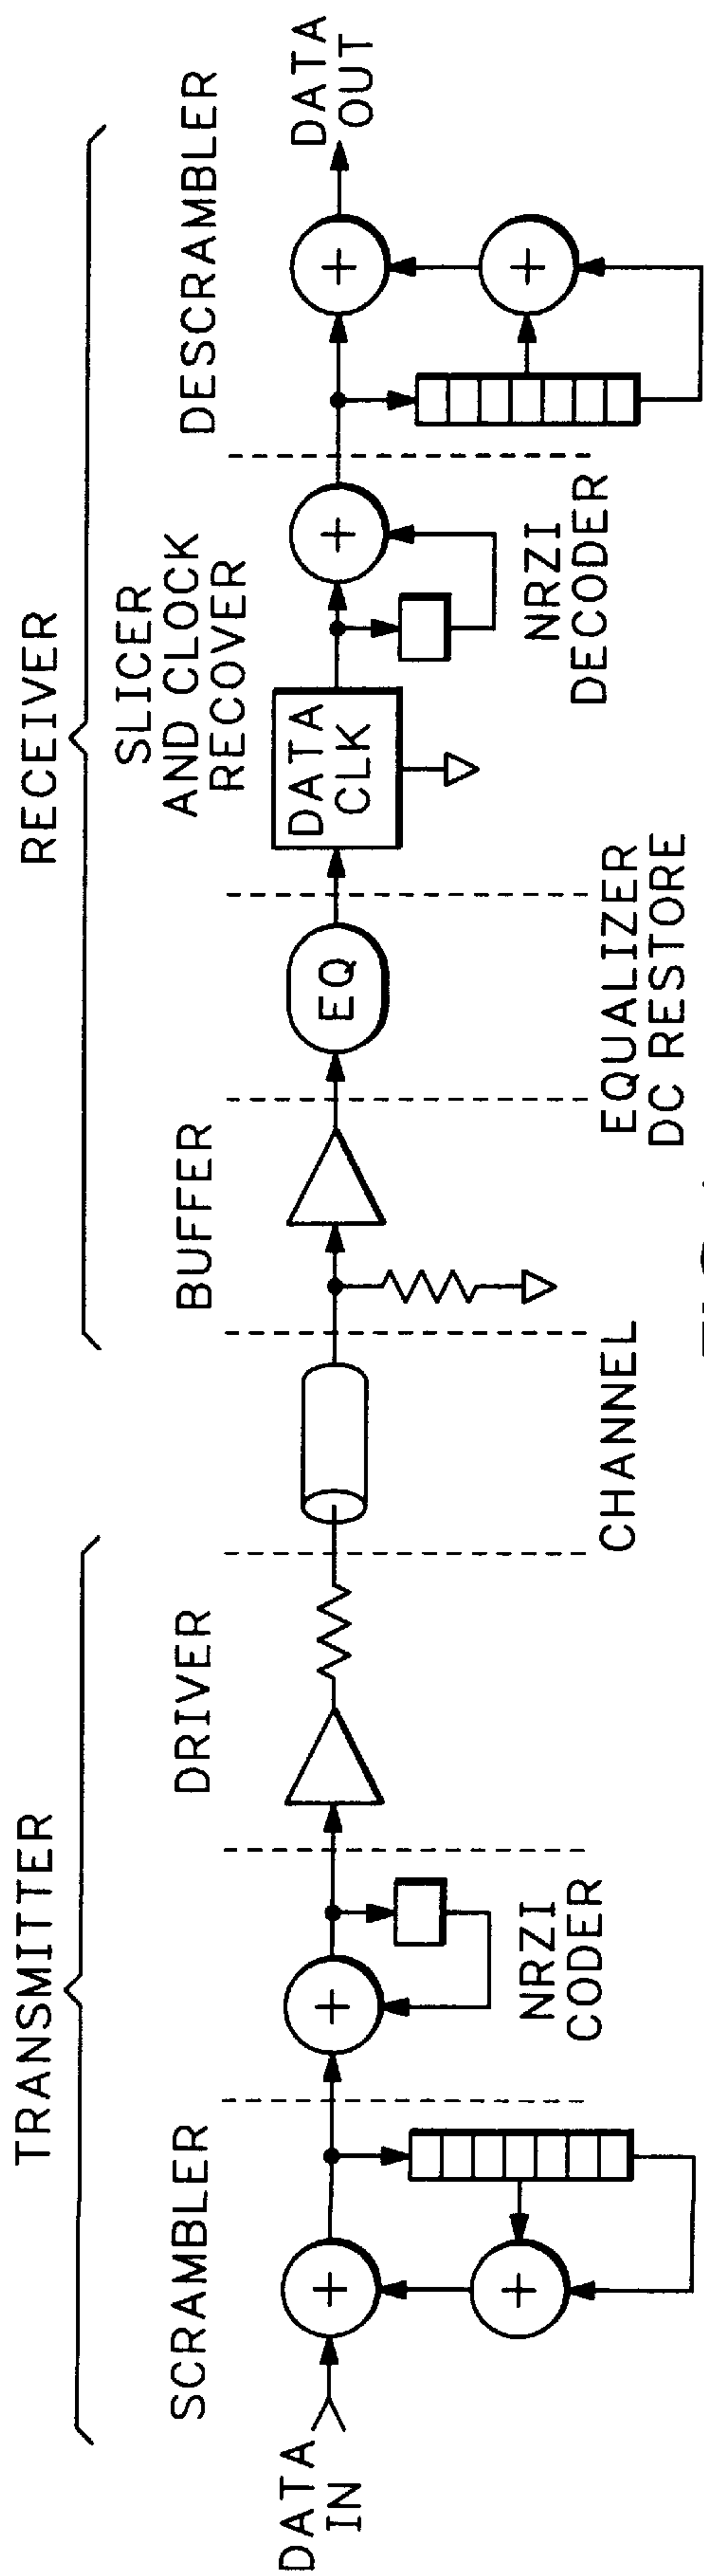 TRANSMITTER
RECEIVER
SCRAMBLER
DRIVER
BUFFER
SLICER
AND CLOCK
RECOVER
DESCRAMBLER
DATA
IN
+
+
+
EQ
DATA
CLK
+
+
+
DATA
OUT
NRZI
CODER
CHANNEL
EQUALIZER
DC RESTORE
NRZI
DECODER